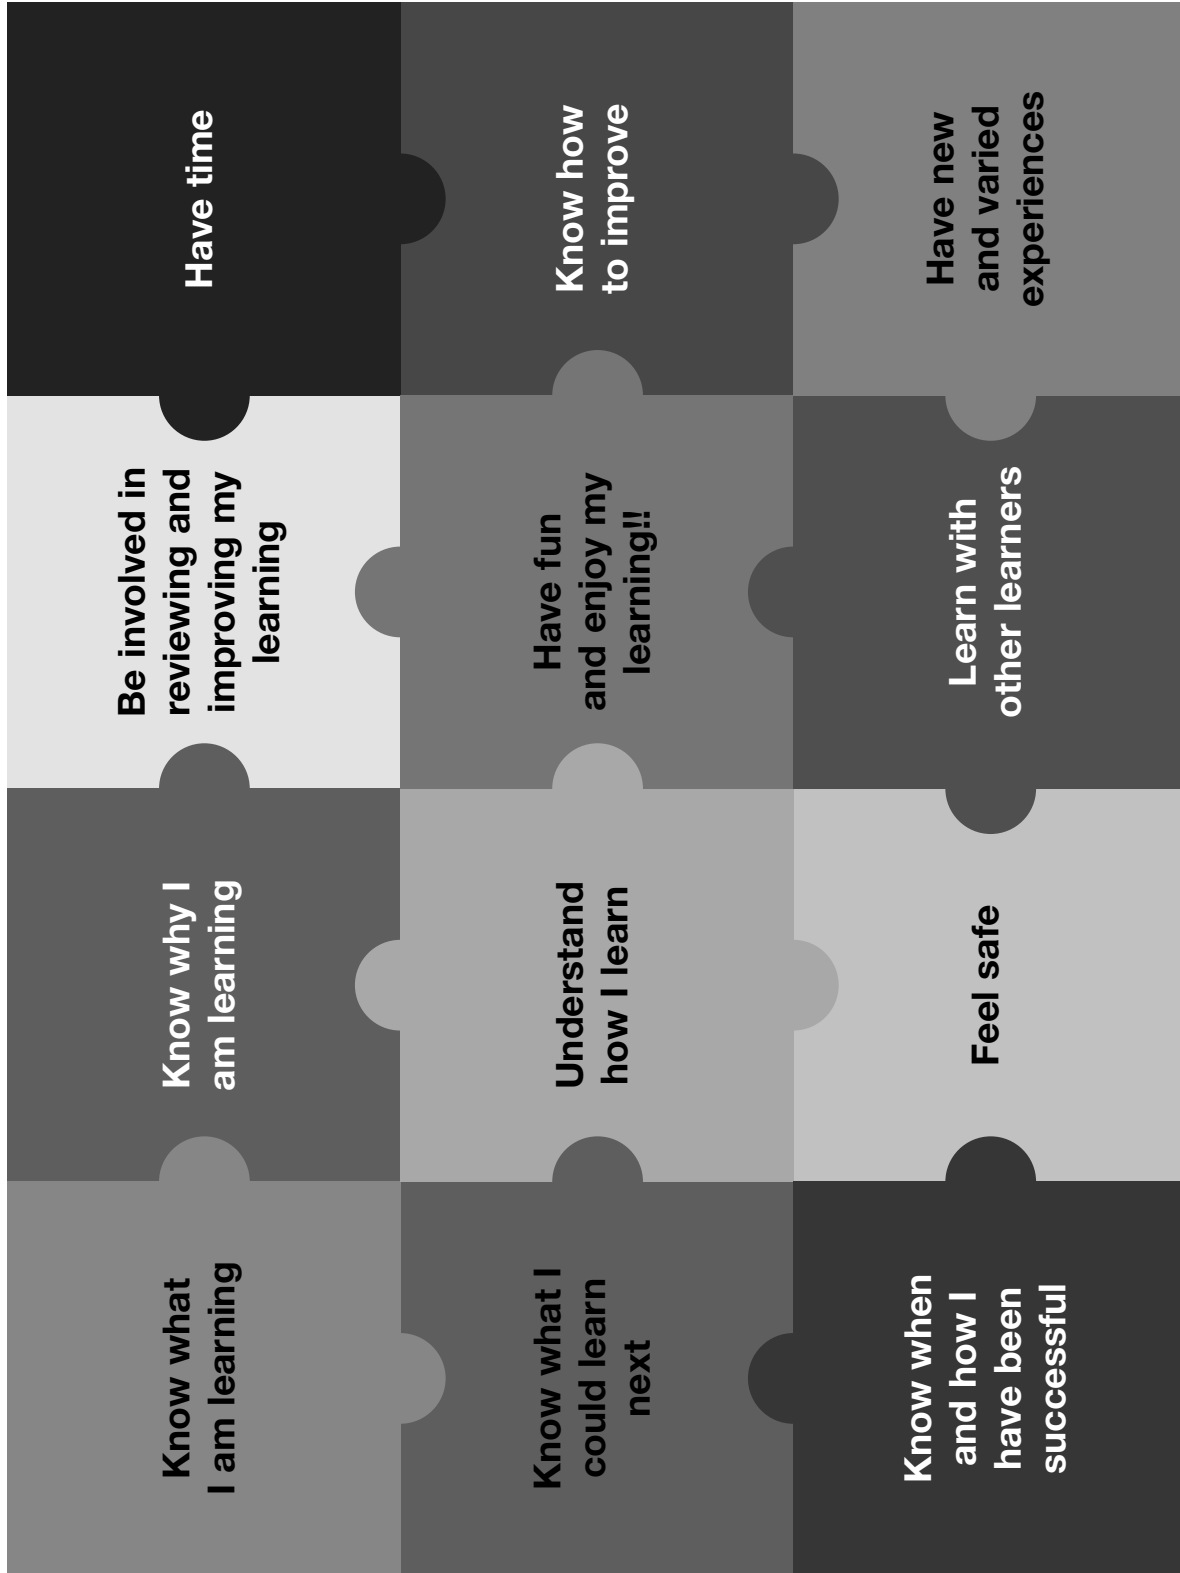 Know what
I am learning
Know why I
am learning
Be involved in
reviewing and
improving my
learning
Have time
Know what I
could learn
next
Understand
how I learn
Have fun
and enjoy my
learning!!
Know how
to improve
Know when
and how I
have been
successful
Feel safe
Learn with
other learners
Have new
and varied
experiences